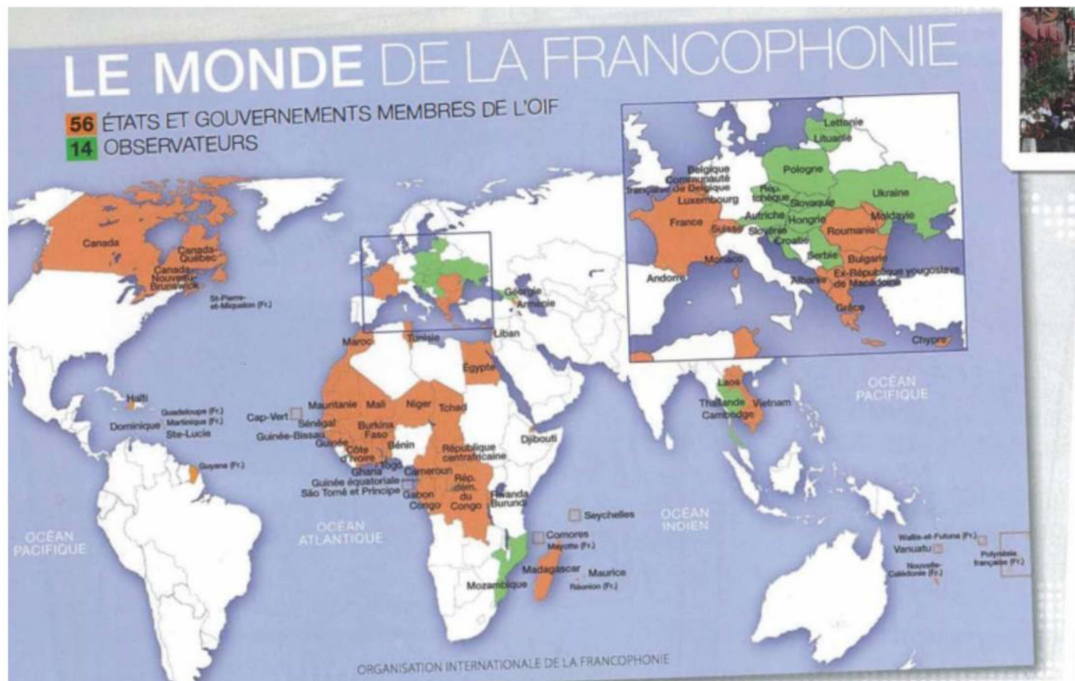 LE MONDE DE LA FRANCOPHONIE
56 ÉTATS ET GOUVERNEMENTS MEMBRES DE L'OIF
14 OBSERVATEURS
Lettonie
Lituanie
Belgique
Communauté
française de Belgique
Luxembourg
Pologne
Rép.
tchèque
Slovaquie
Ukraine
France
Suisse
Autriche
Hongrie
Moldavie
Slovénie
Croatie
Roumanie
Serbie
Monaco
Bulgarie
Andorre
Albanie
Ex-République yougoslave
de Macédoine
Grèce
Chypre
Canada
Canada-
Québec
Canada-
Nouveau-
Brunswick
St-Pierre-
et-Miquelon (Fr.)
Géorgie
Arménie
Liban
Maroc
Tunisie
Égypte
Haïti
Guadeloupe (Fr.)
Dominique
Martinique (Fr.)
Ste-Lucie
Guyane (Fr.)
Cap-Vert
Mauritanie
Mali
Niger
Tchad
Sénégal
Guinée-Bissau
Guinée
Burkina
Faso
Côte
d'Ivoire
Bénin
Togo
Ghana
Cameroun
République
centrafricaine
Djibouti
Guinée équatoriale
São Tomé et Príncipe
Gabon
Congo
Rép.
dém.
du
Congo
Rwanda
Burundi
Seychelles
Comores
Mayotte (Fr.)
Madagascar
Maurice
Réunion (Fr.)
Mozambique
Laos
Thaïlande
Vietnam
Cambodge
OCÉAN
PACIFIQUE
OCÉAN
ATLANTIQUE
OCÉAN
INDIEN
OCÉAN
PACIFIQUE
Wallis-et-Futuna (Fr.)
Vanuatu
Nouvelle-
Calédonie (Fr.)
Polynésie
française (Fr.)
ORGANISATION INTERNATIONALE DE LA FRANCOPHONIE